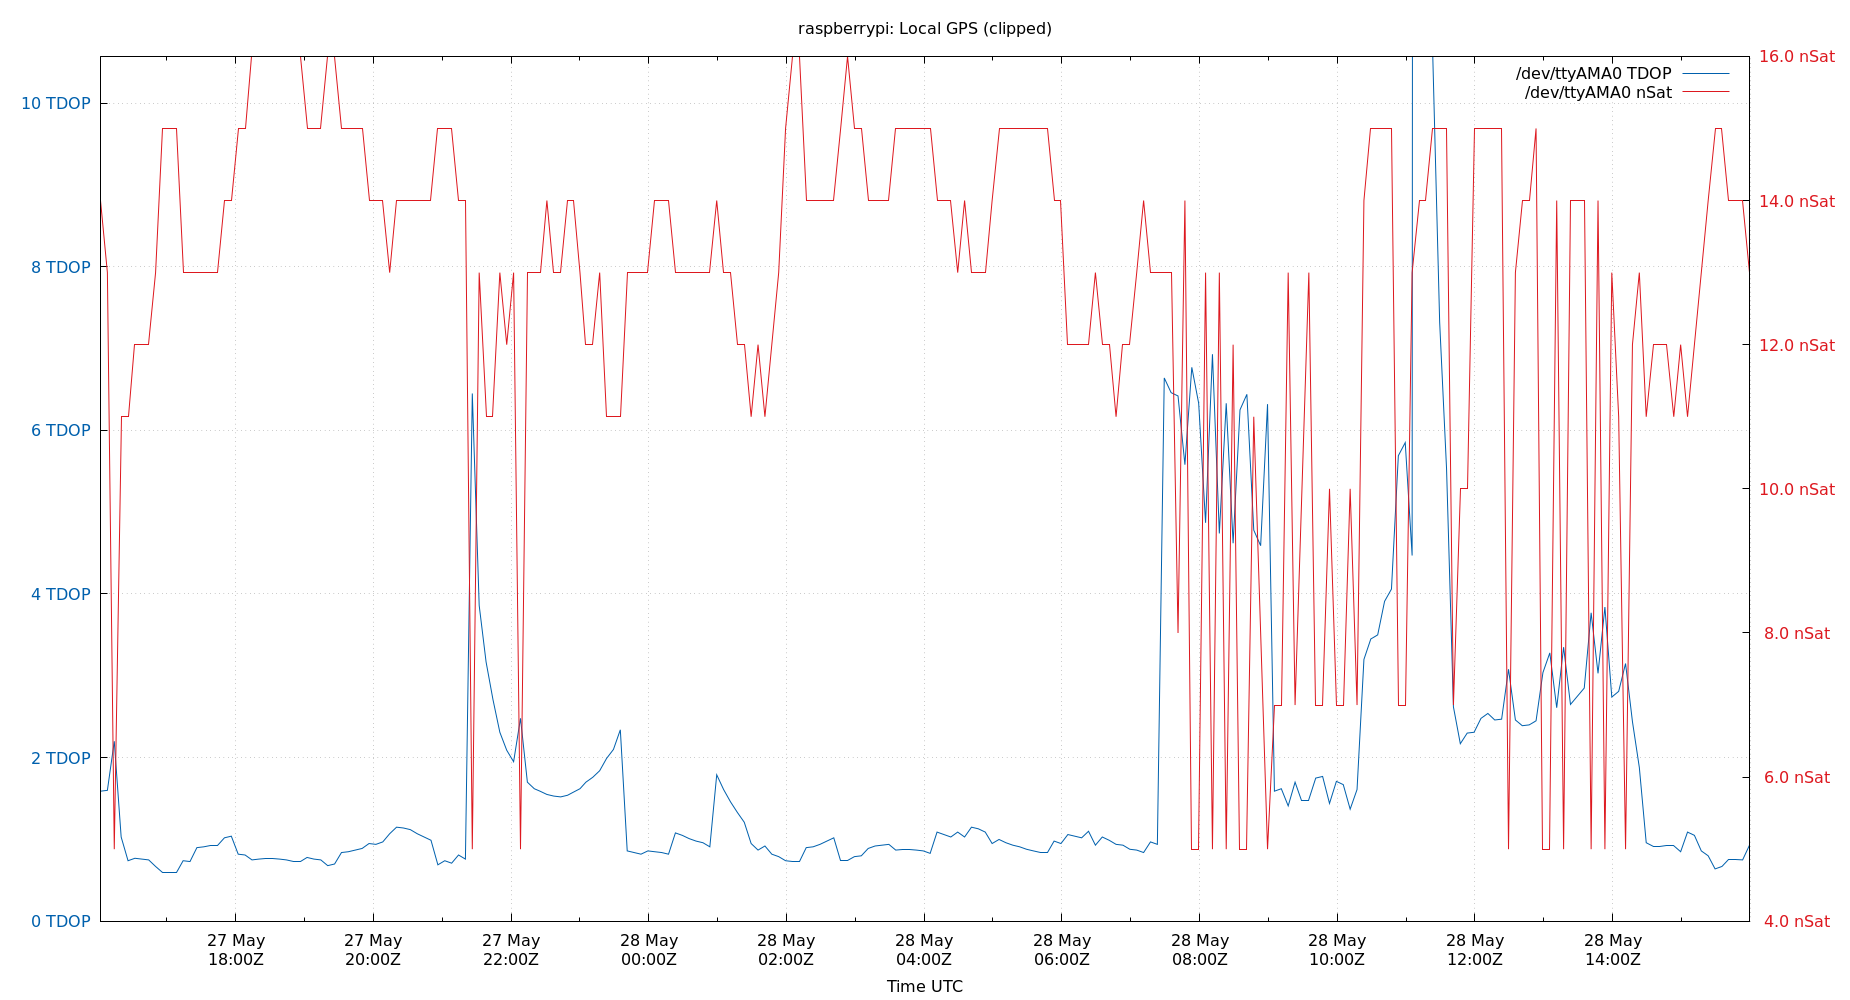 raspberrypi: Local GPS (clipped)
/dev/ttyAMA0 TDOP
/dev/ttyAMA0 nSat
10 TDOP
8 TDOP
6 TDOP
4 TDOP
2 TDOP
0 TDOP
16.0 nSat
14.0 nSat
12.0 nSat
10.0 nSat
8.0 nSat
6.0 nSat
4.0 nSat
27 May
18:00Z
27 May
20:00Z
27 May
22:00Z
28 May
00:00Z
28 May
02:00Z
28 May
04:00Z
28 May
06:00Z
28 May
08:00Z
28 May
10:00Z
28 May
12:00Z
28 May
14:00Z
Time UTC